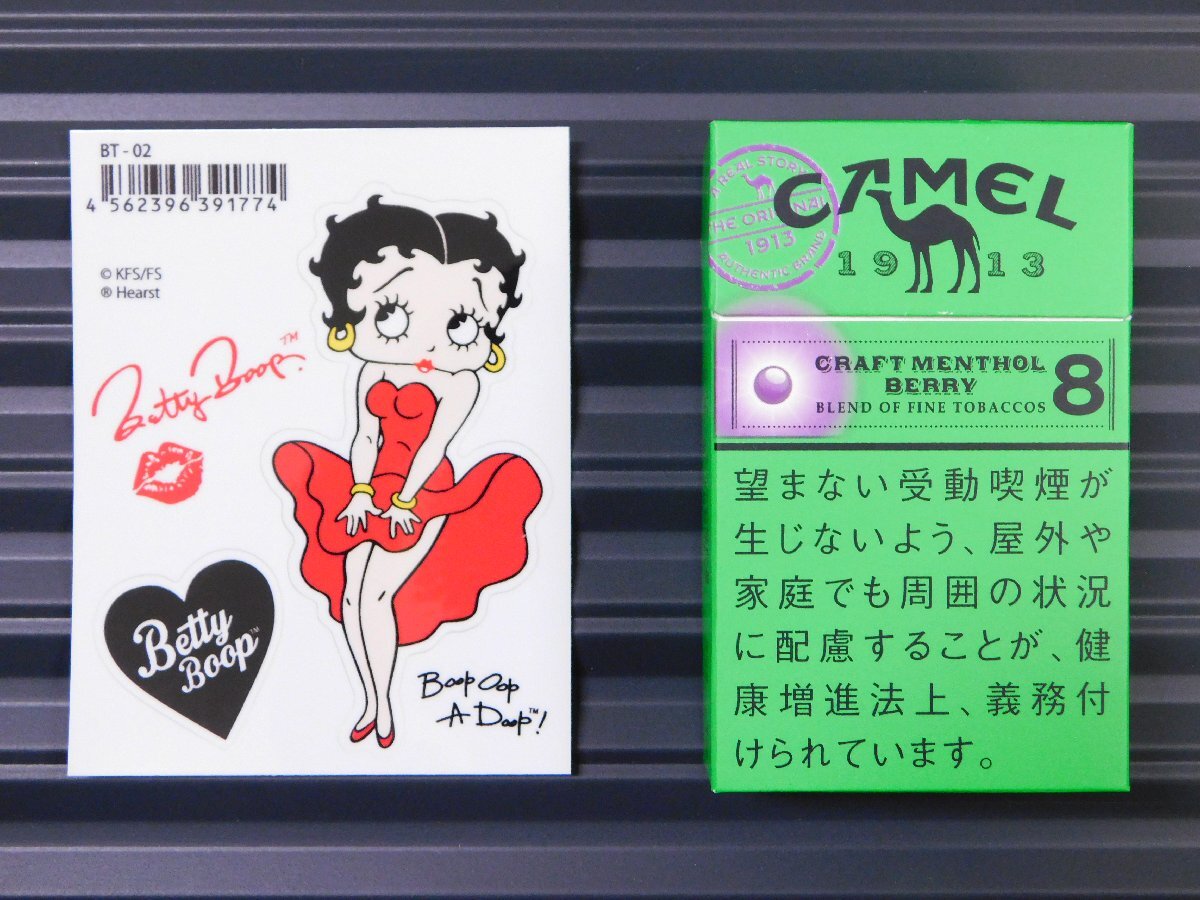 BT - 02
4 562396 391774
© KFS/FS
® Hearst
Betty Boop™
Betty
Boop™
Boop Oop
A Doop™!
A REAL STORY
THE ORIGINAL
1913
AUTHENTIC BRAND
CAMEL
1913
CRAFT MENTHOL
BERRY
BLEND OF FINE TOBACCOS
8
望まない受動喫煙が
生じないよう、屋外や
家庭でも周囲の状況
に配慮することが、健
康増進法上、義務付
けられています。